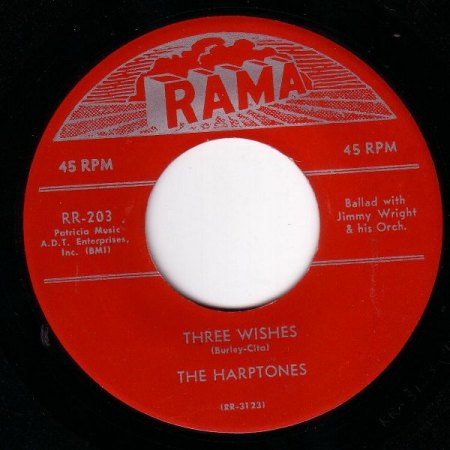 RAMA
45 RPM
45 RPM
RR-203
Patricia Music
A.D.T. Enterprises,
Inc. (BMI)
Ballad with
Jimmy Wright
& his Orch.
THREE WISHES
(Burley-Cita)
THE HARPTONES
(RR-3123)